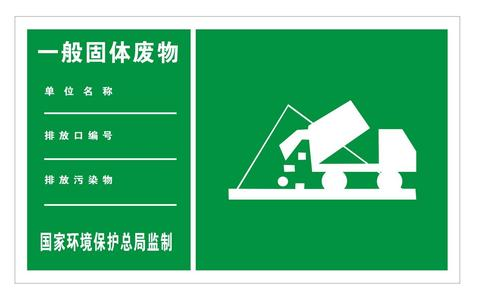 一般固体废物
单位名称
排放口编号
排放污染物
国家环境保护总局监制